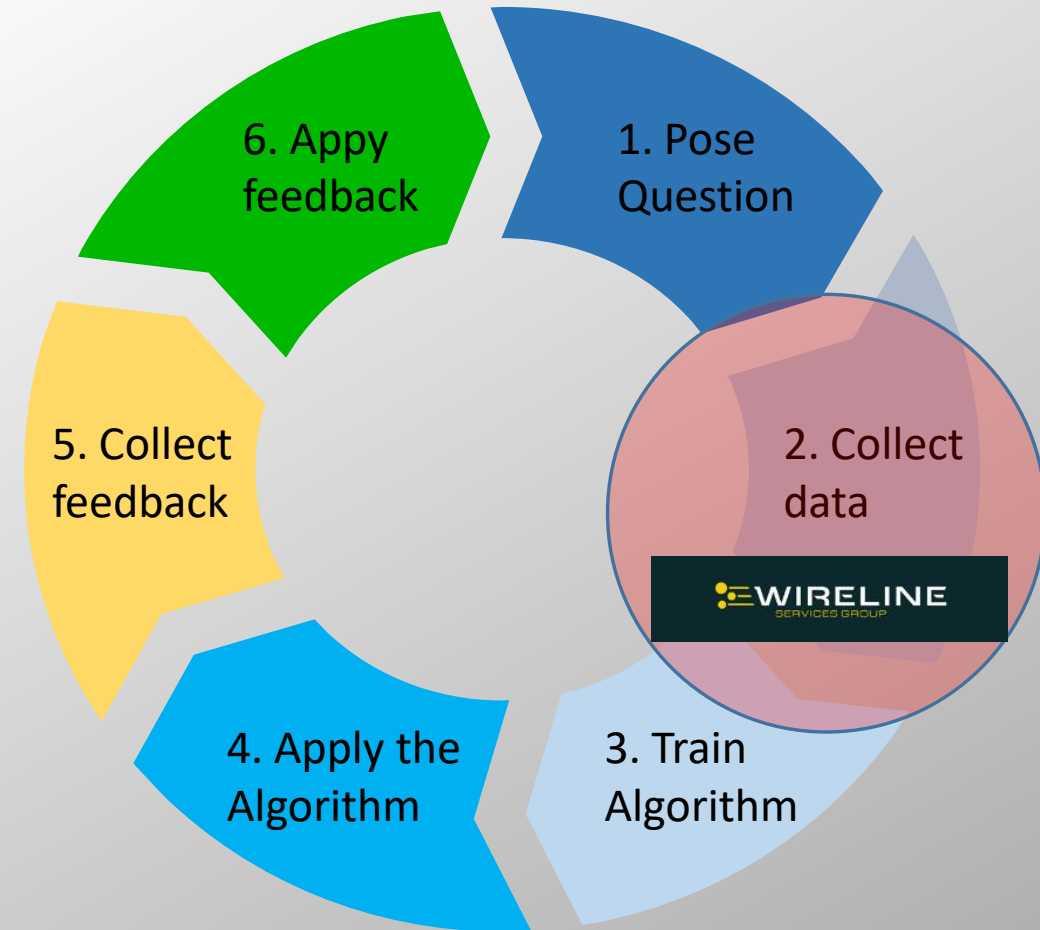 1. Pose
Question
2. Collect
data
WIRELINE
SERVICES GROUP
3. Train
Algorithm
4. Apply the
Algorithm
5. Collect
feedback
6. Appy
feedback